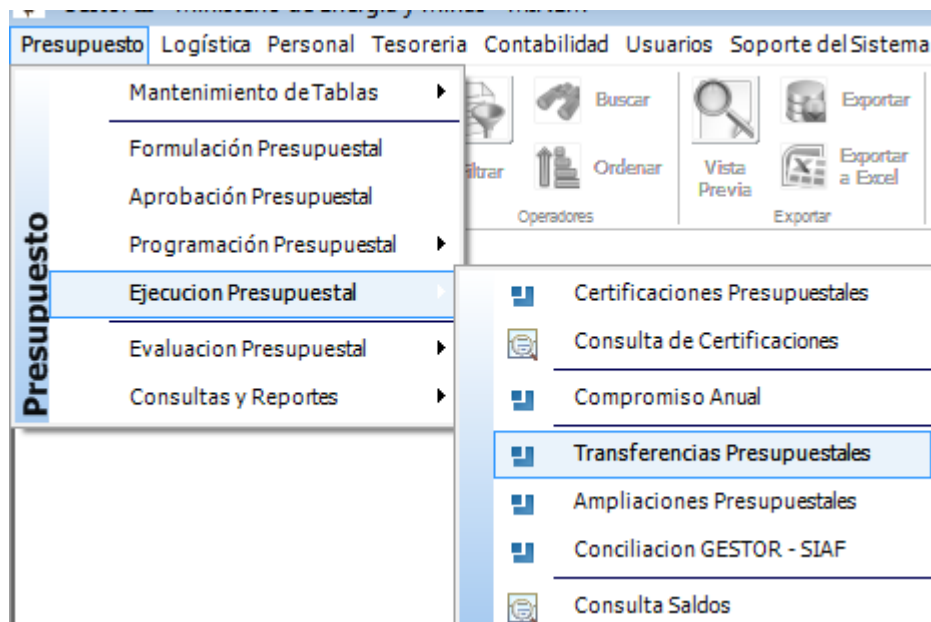 Presupuesto Logística Personal Tesoreria Contabilidad Usuarios Soporte del Sistema
Presupuesto
Mantenimiento de Tablas
Formulación Presupuestal
Aprobación Presupuestal
Programación Presupuestal
Ejecucion Presupuestal
Evaluacion Presupuestal
Consultas y Reportes
Buscar
Ordenar
Operadores
Vista
Previa
Exportar
Exportar
a Excel
Exportar
Certificaciones Presupuestales
Consulta de Certificaciones
Compromiso Anual
Transferencias Presupuestales
Ampliaciones Presupuestales
Conciliacion GESTOR - SIAF
Consulta Saldos